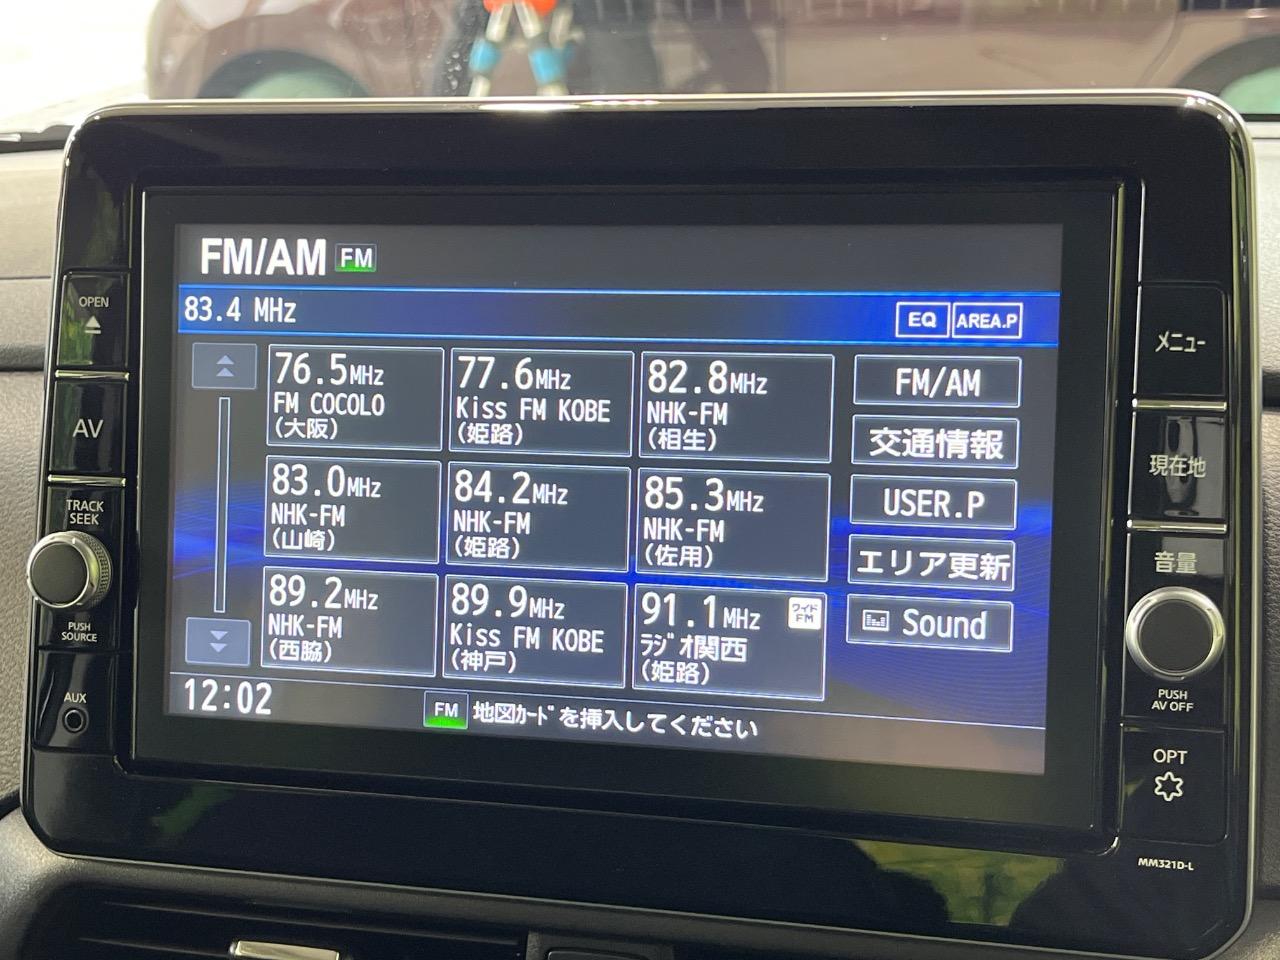 FM/AM FM
83.4 MHz
EQ AREA.P
76.5MHz
FM COCOLO
(大阪)
77.6MHz
Kiss FM KOBE
(姫路)
82.8MHz
NHK-FM
(相生)
83.0MHz
NHK-FM
(山崎)
84.2MHz
NHK-FM
(姫路)
85.3MHz
NHK-FM
(佐用)
89.2MHz
NHK-FM
(西脇)
89.9MHz
Kiss FM KOBE
(神戸)
91.1MHz
ワイド
FM
ﾗｼﾞｵ関西
(姫路)
FM/AM
交通情報
USER.P
エリア更新
Sound
12:02
FM 地図ｶｰﾄﾞを挿入してください
OPEN
AV
TRACK
SEEK
PUSH
SOURCE
AUX
メニュー
現在地
音量
PUSH
AV OFF
OPT
MM321D-L